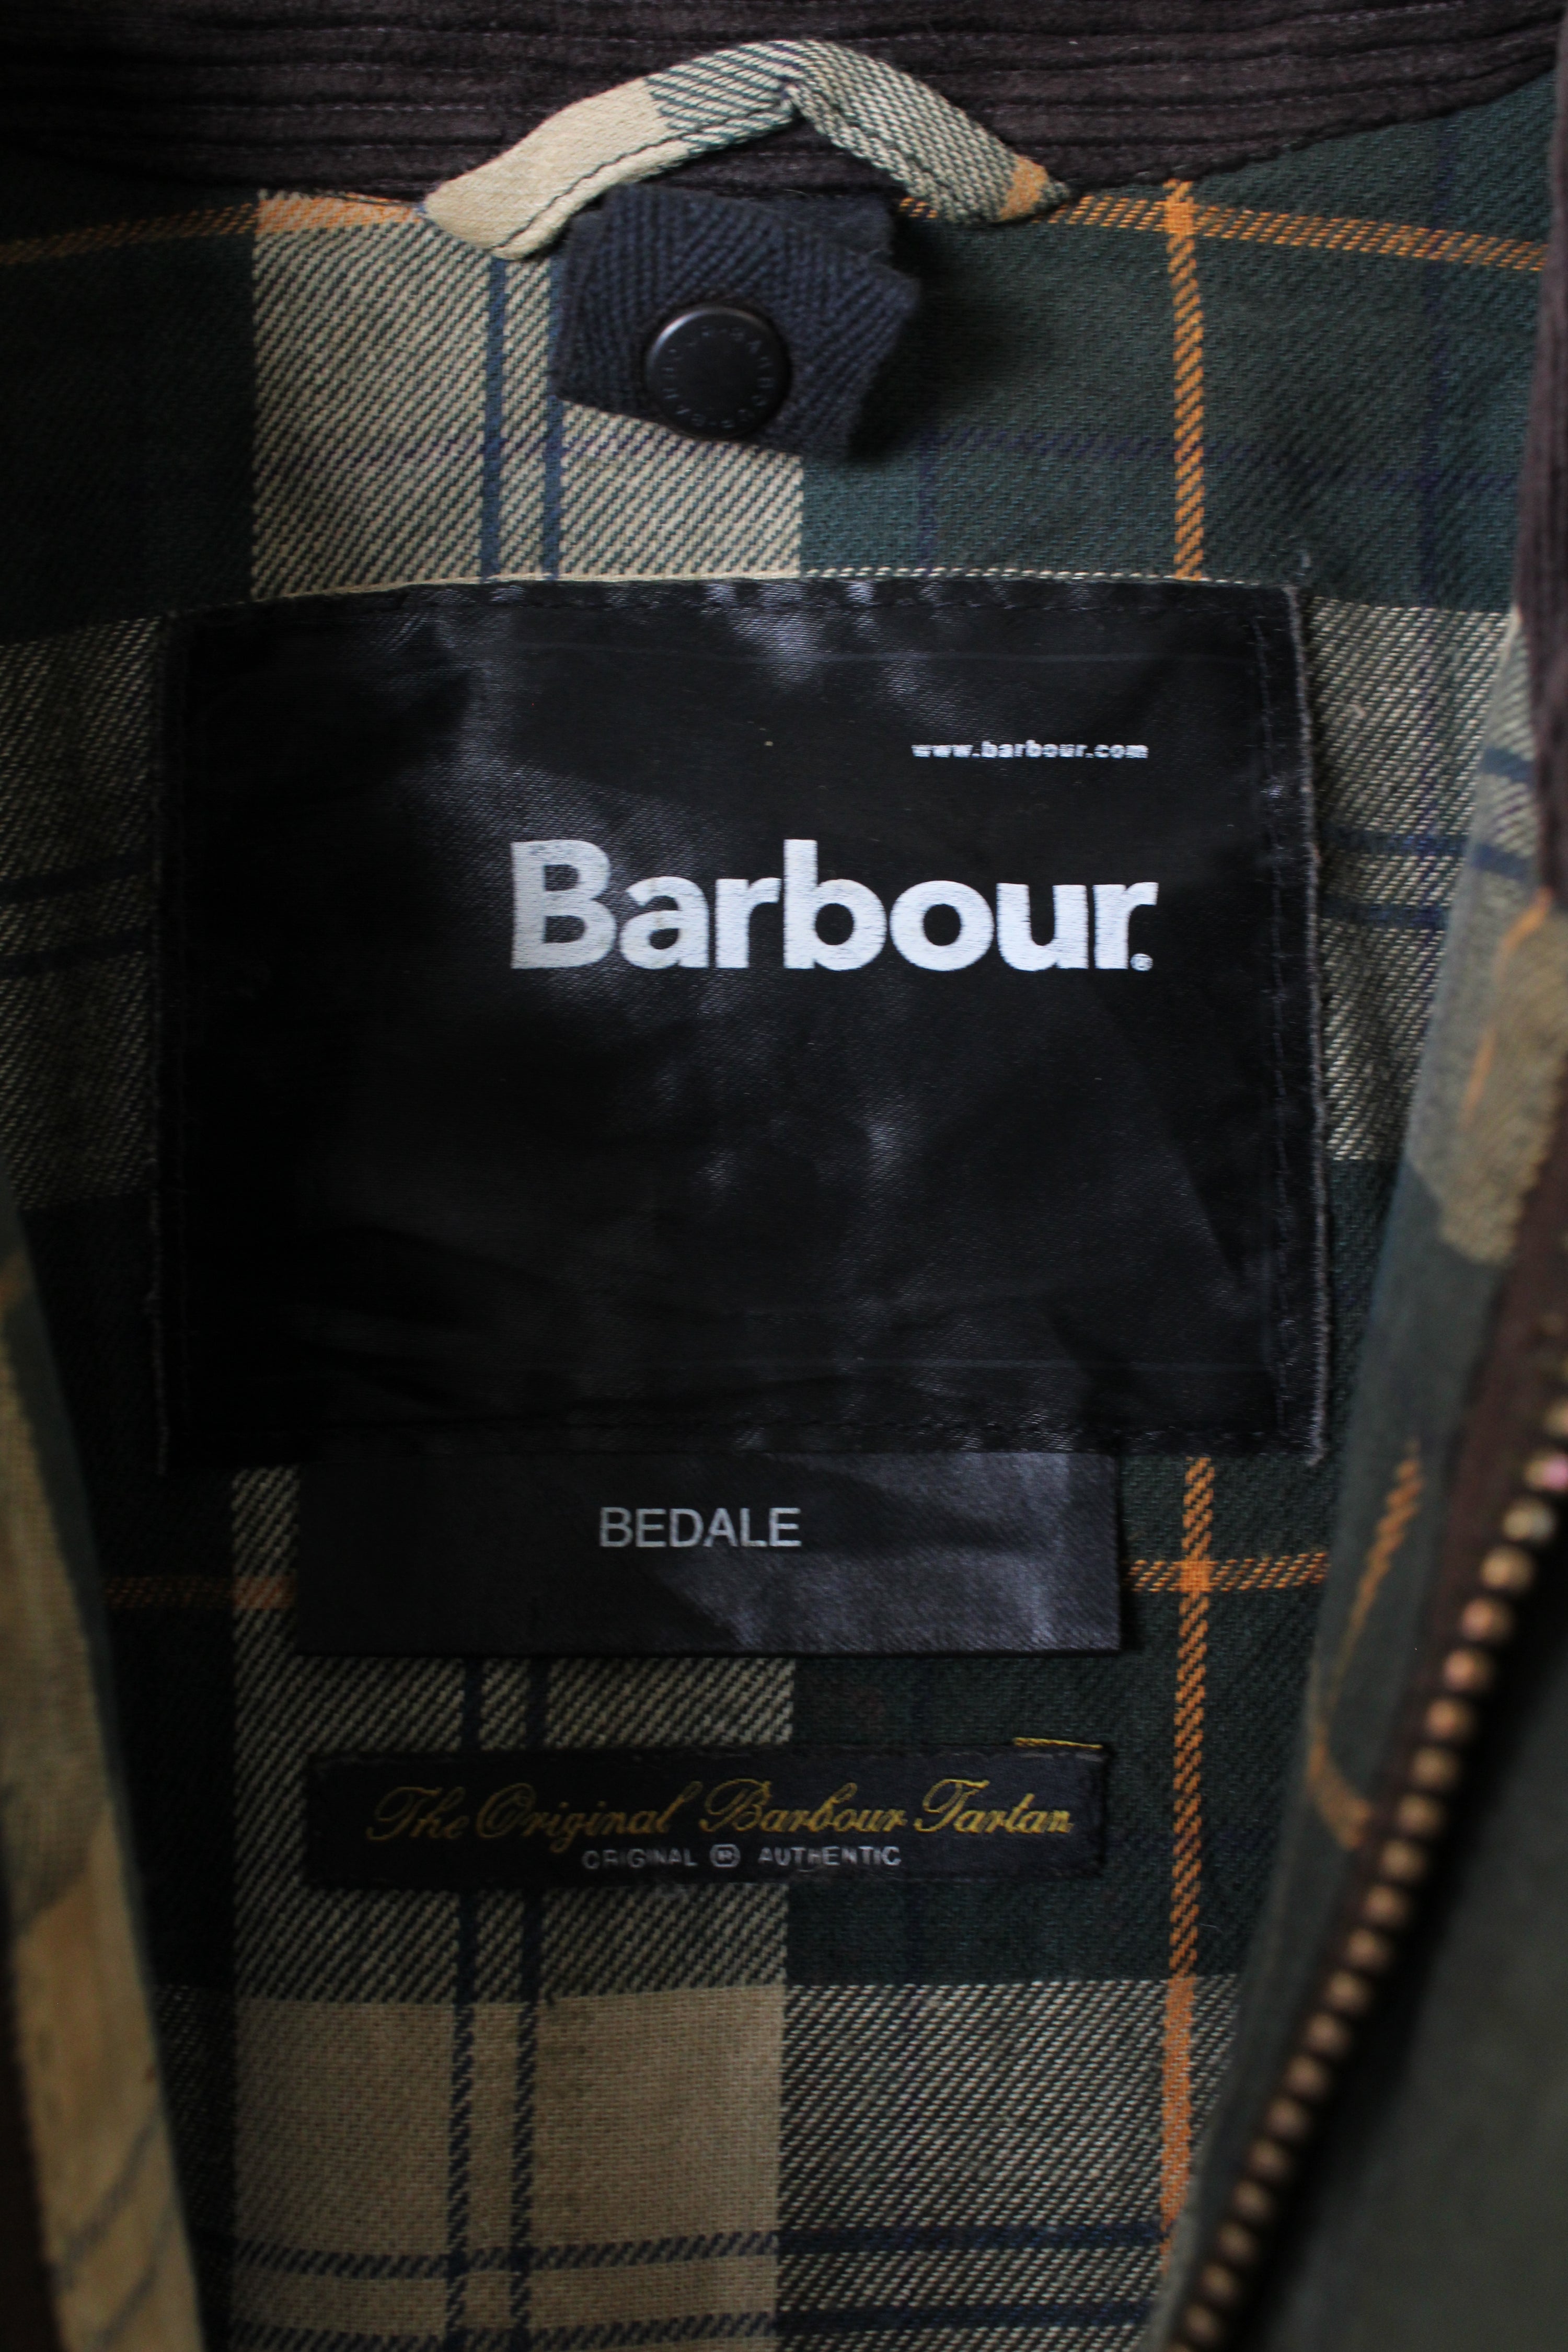 www.barbour.com
Barbour®
BEDALE
The Original Barbour Tartan
ORIGINAL ® AUTHENTIC